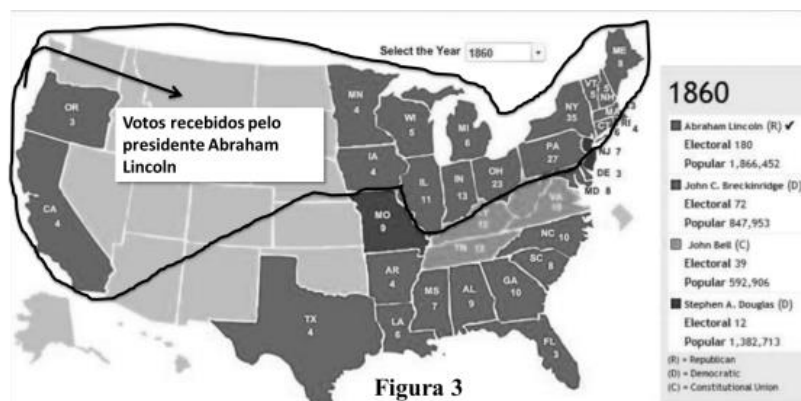 Select the Year 1860
Votos recebidos pelo
presidente Abraham
Lincoln
OR
3
CA
4
MN
4
IA
4
WI
5
MI
6
IL
11
IN
13
OH
23
PA
27
NY
35
VT
5
NH
5
ME
8
RI
4
NJ 7
DE 3
MD 8
MO
9
TN 12
NC 10
SC
8
GA
10
AL
9
MS
7
AR
4
LA
6
TX
4
FL
3
Figura 3
1860
Abraham Lincoln (R) ✔
Electoral 180
Popular 1,866,452
John C. Breckinridge (D)
Electoral 72
Popular 847,953
John Bell (C)
Electoral 39
Popular 592,906
Stephen A. Douglas (D)
Electoral 12
Popular 1,382,713
(R) = Republican
(D) = Democratic
(C) = Constitutional Union